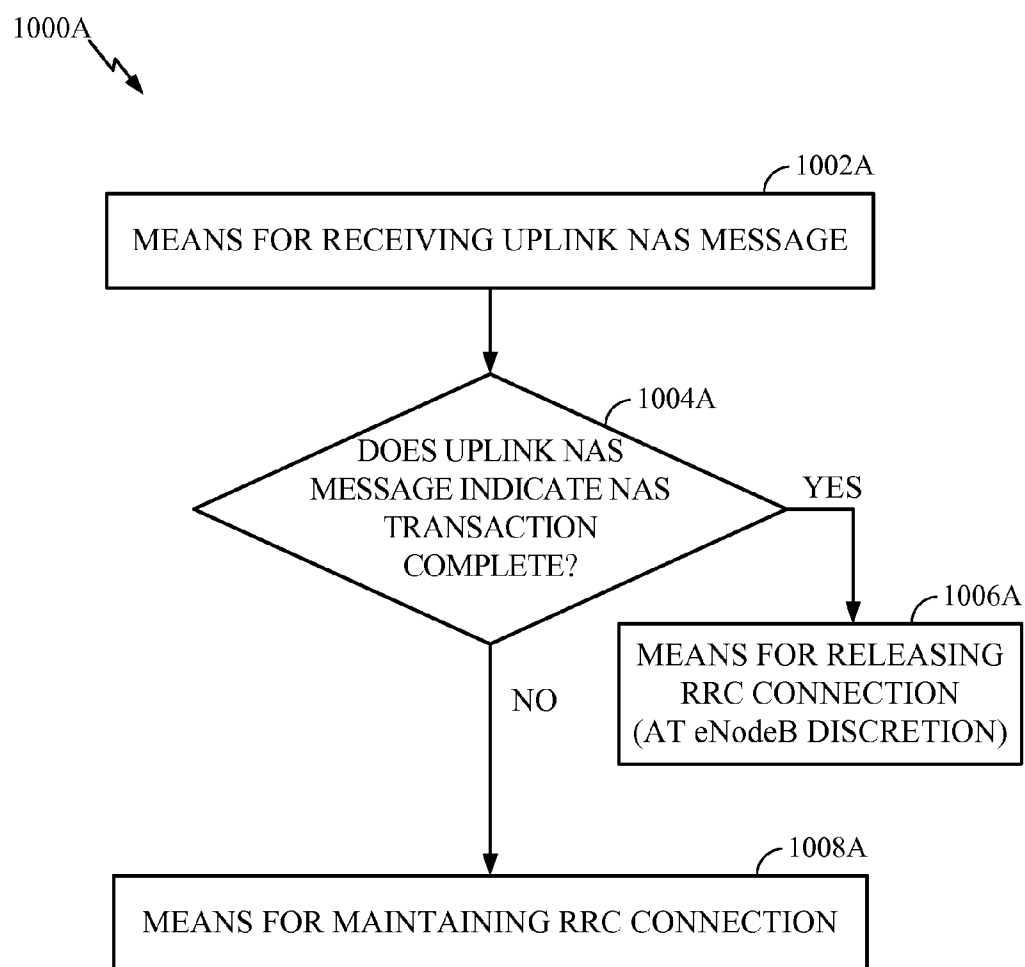 1000A
1002A
MEANS FOR RECEIVING UPLINK NAS MESSAGE
1004A
DOES UPLINK NAS
MESSAGE INDICATE NAS
TRANSACTION
COMPLETE?
YES
1006A
MEANS FOR RELEASING
RRC CONNECTION
(AT eNodeB DISCRETION)
NO
1008A
MEANS FOR MAINTAINING RRC CONNECTION